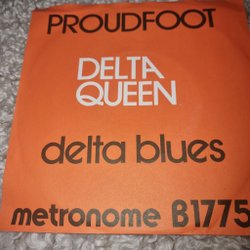 PROUDFOOT
DELTA
QUEEN
delta blues
metronome B1775